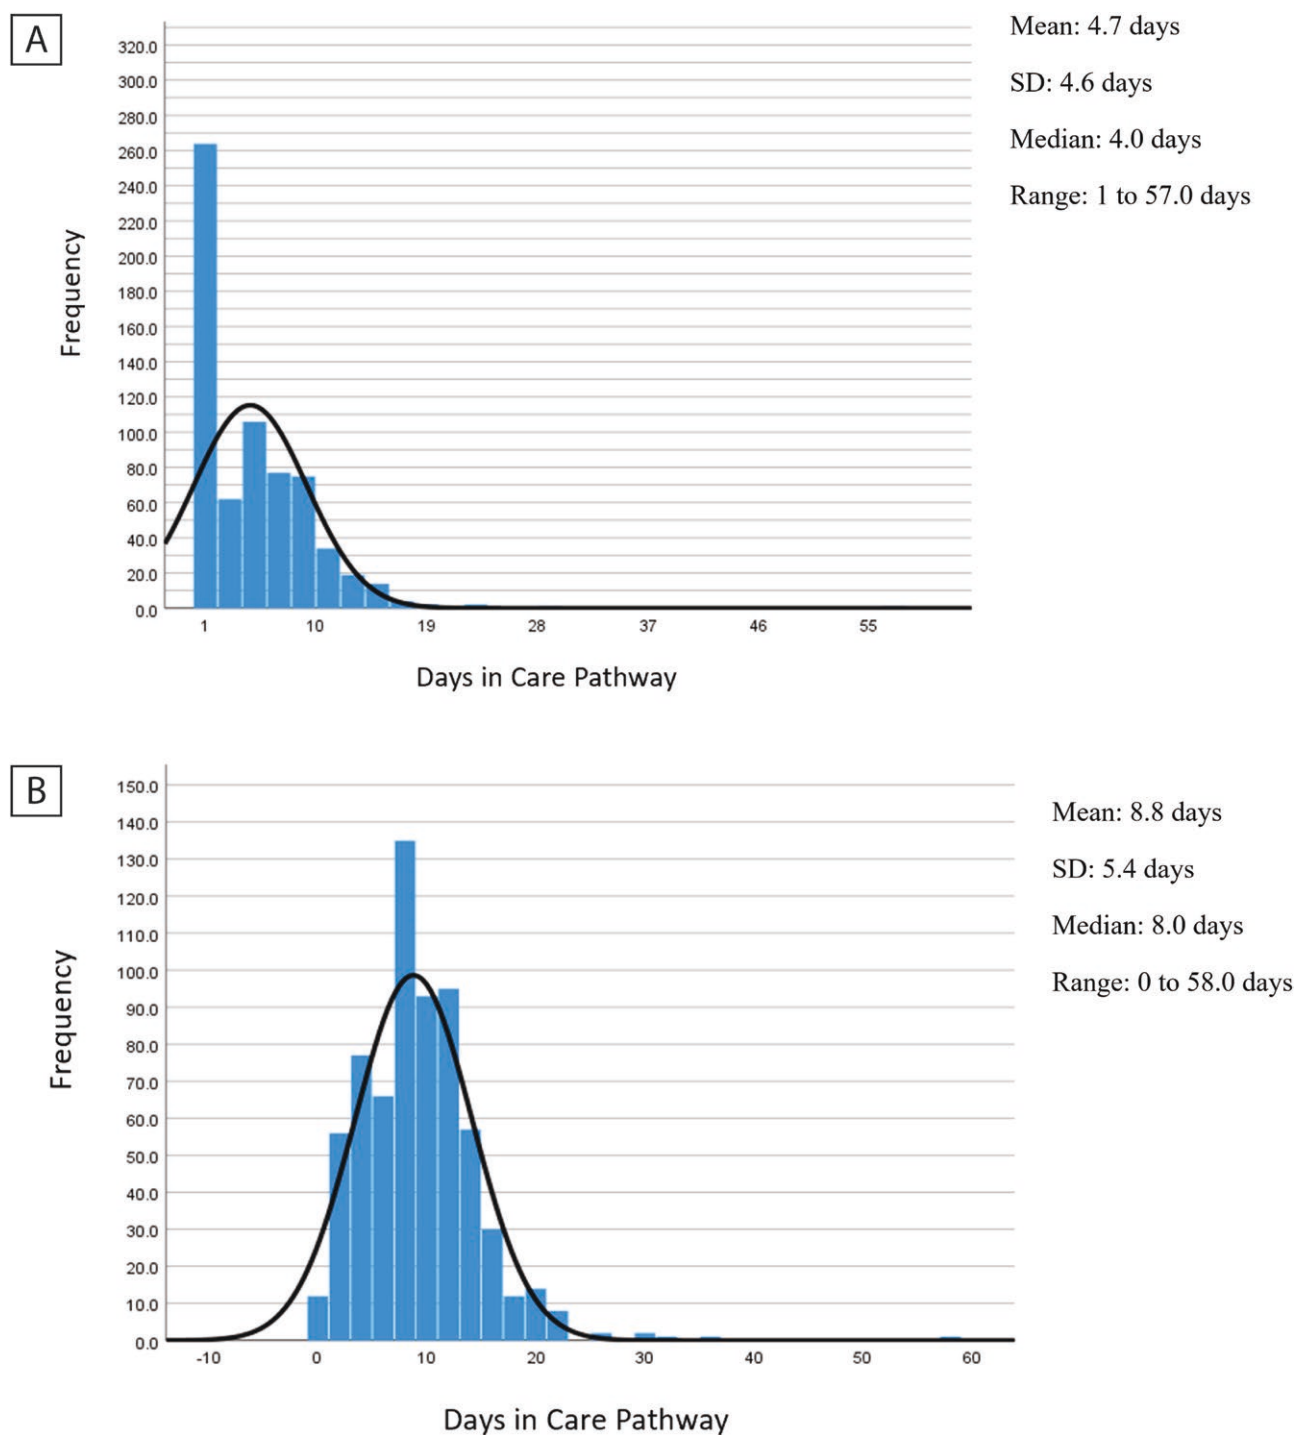 A
Mean: 4.7 days
SD: 4.6 days
Median: 4.0 days
Range: 1 to 57.0 days
Frequency
320.0
300.0
280.0
260.0
240.0
220.0
200.0
180.0
160.0
140.0
120.0
100.0
80.0
60.0
40.0
20.0
0.0
1 10 19 28 37 46 55
Days in Care Pathway
B
Mean: 8.8 days
SD: 5.4 days
Median: 8.0 days
Range: 0 to 58.0 days
Frequency
150.0
140.0
130.0
120.0
110.0
100.0
90.0
80.0
70.0
60.0
50.0
40.0
30.0
20.0
10.0
0.0
-10 0 10 20 30 40 50 60
Days in Care Pathway